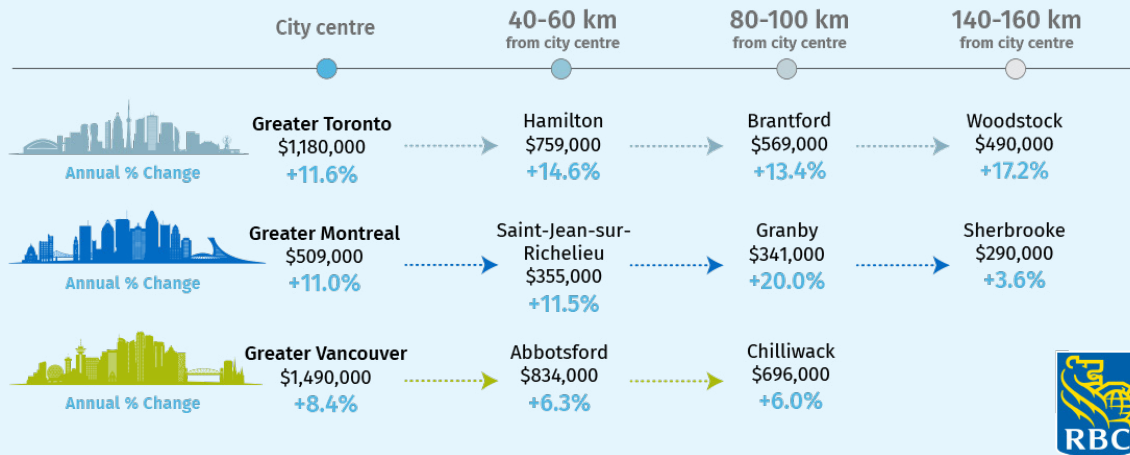 City centre
40-60 km
from city centre
80-100 km
from city centre
140-160 km
from city centre
Greater Toronto
$1,180,000
+11.6%
Annual % Change
Hamilton
$759,000
+14.6%
Brantford
$569,000
+13.4%
Woodstock
$490,000
+17.2%
Greater Montreal
$509,000
+11.0%
Annual % Change
Saint-Jean-sur-
Richelieu
$355,000
+11.5%
Granby
$341,000
+20.0%
Sherbrooke
$290,000
+3.6%
Greater Vancouver
$1,490,000
+8.4%
Annual % Change
Abbotsford
$834,000
+6.3%
Chilliwack
$696,000
+6.0%
RBC